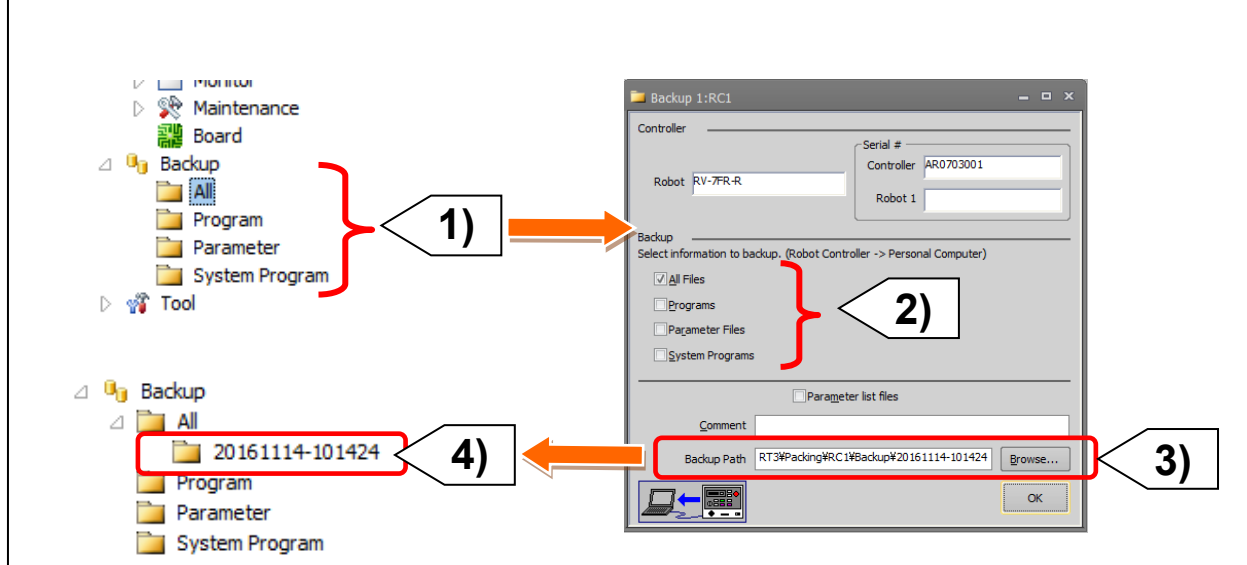 Monitor
Maintenance
Board
Backup
All
Program
Parameter
System Program
Tool
1)
Backup 1:RC1
Controller
Serial #
Controller AR0703001
Robot RV-7FR-R
Robot 1
Backup
Select information to backup. (Robot Controller -> Personal Computer)
All Files
Programs
Parameter Files
System Programs
2)
Parameter list files
Comment
Backup Path RT3¥Packing¥RC1¥Backup¥20161114-101424 Browse...
3)
OK
Backup
All
20161114-101424
4)
Program
Parameter
System Program